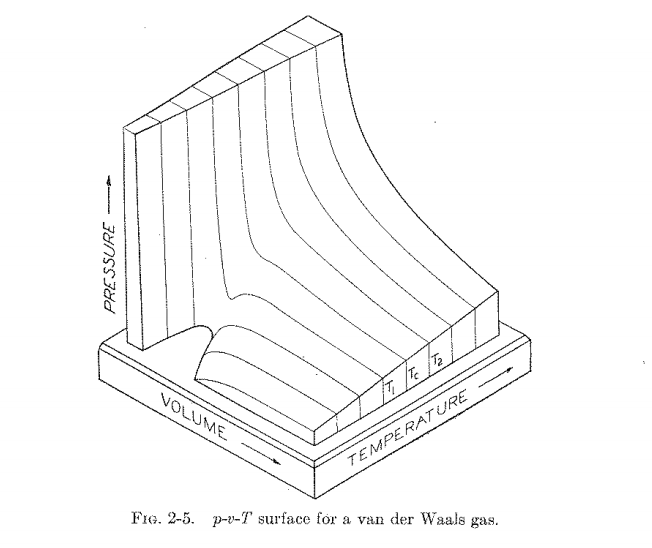 PRESSURE
T₁
Tc
T₂
VOLUME
TEMPERATURE
FIG. 2-5. p-v-T surface for a van der Waals gas.